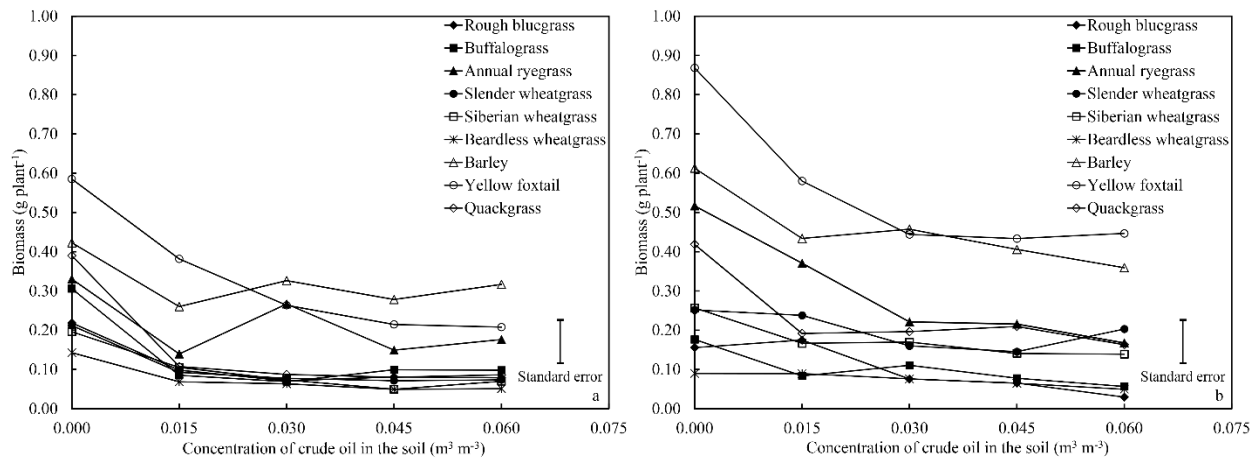 1.00
0.90
0.80
0.70
0.60
0.50
0.40
0.30
0.20
0.10
0.00
Biomass (g plant⁻¹)
Rough bluegrass
Buffalograss
Annual ryegrass
Slender wheatgrass
Siberian wheatgrass
Beardless wheatgrass
Barley
Yellow foxtail
Quackgrass
Standard error
a
0.000 0.015 0.030 0.045 0.060 0.075
Concentration of crude oil in the soil (m³ m⁻³)
1.00
0.90
0.80
0.70
0.60
0.50
0.40
0.30
0.20
0.10
0.00
Biomass (g plant⁻¹)
Rough bluegrass
Buffalograss
Annual ryegrass
Slender wheatgrass
Siberian wheatgrass
Beardless wheatgrass
Barley
Yellow foxtail
Quackgrass
Standard error
b
0.000 0.015 0.030 0.045 0.060 0.075
Concentration of crude oil in the soil (m³ m⁻³)